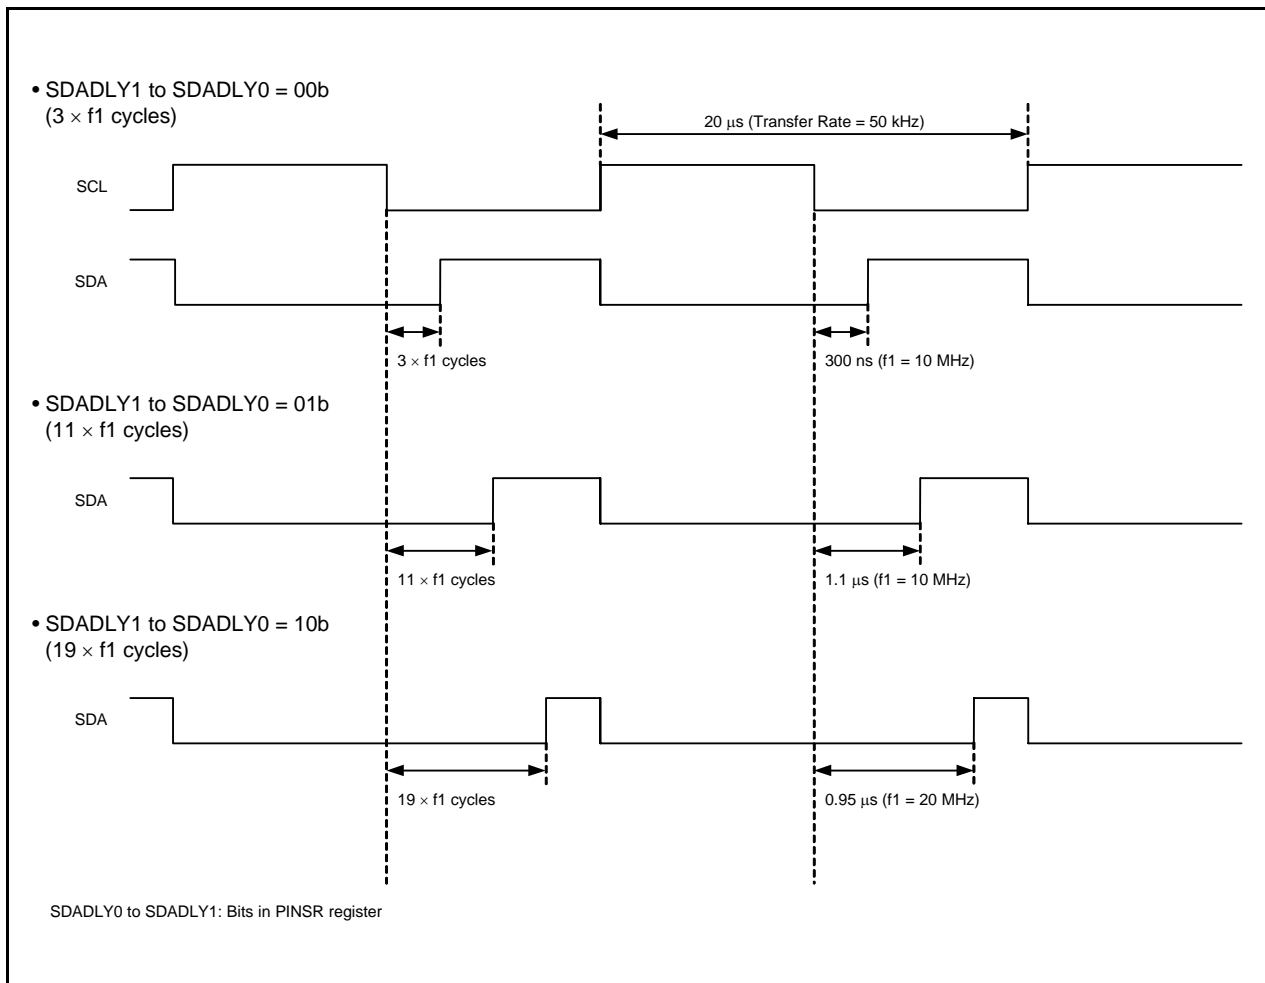 • SDADLY1 to SDADLY0 = 00b
(3 × f1 cycles)
20 μs (Transfer Rate = 50 kHz)
SCL
SDA
3 × f1 cycles
300 ns (f1 = 10 MHz)
• SDADLY1 to SDADLY0 = 01b
(11 × f1 cycles)
SDA
11 × f1 cycles
1.1 μs (f1 = 10 MHz)
• SDADLY1 to SDADLY0 = 10b
(19 × f1 cycles)
SDA
19 × f1 cycles
0.95 μs (f1 = 20 MHz)
SDADLY0 to SDADLY1: Bits in PINSR register